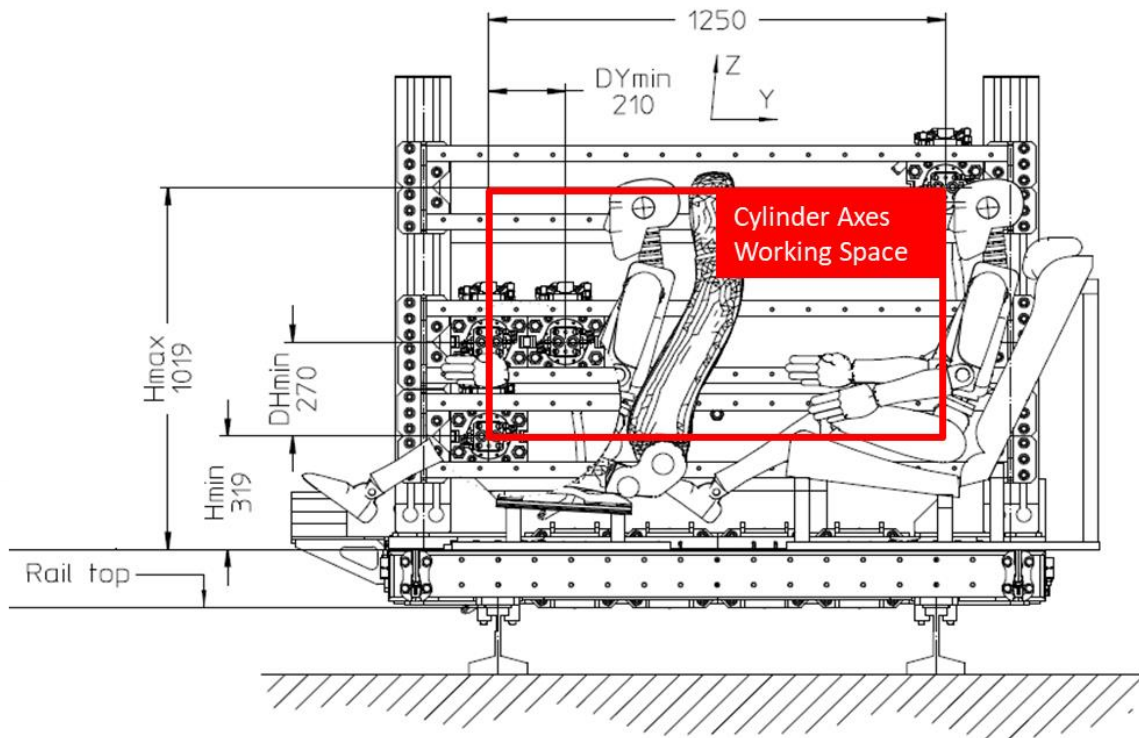 1250
DYmin
210
Z
Y
Cylinder Axes
Working Space
Hmax
1019
DHmin
270
Hmin
319
Rail top